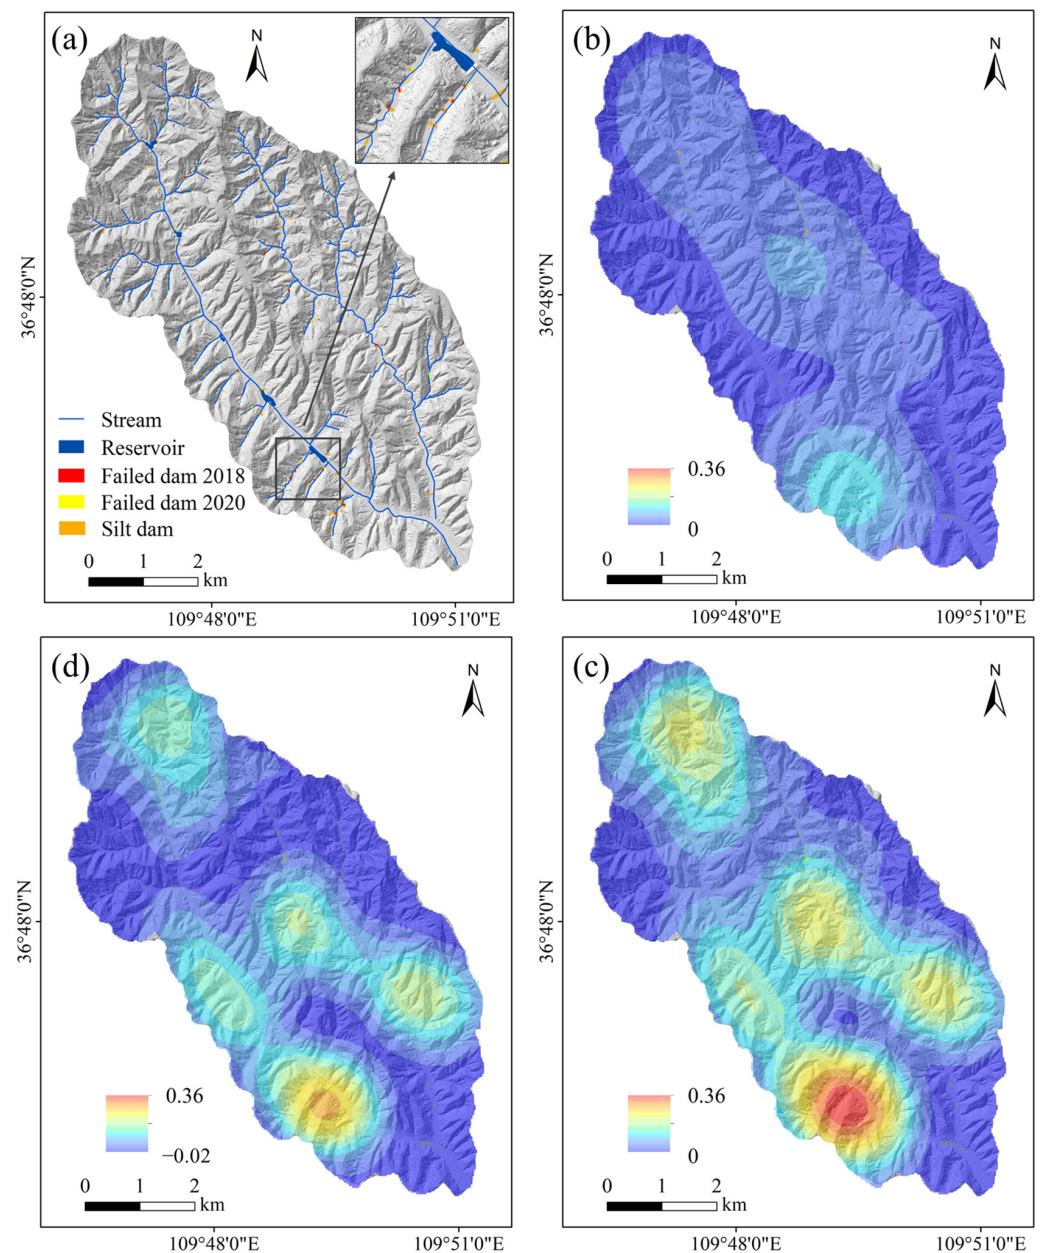 (a)
N
36°48'0"N
Stream
Reservoir
Failed dam 2018
Failed dam 2020
Silt dam
0 1 2
km
109°48'0"E 109°51'0"E
(b)
N
36°48'0"N
0.36
0
0 1 2
km
109°48'0"E 109°51'0"E
(d)
N
36°48'0"N
0.36
−0.02
0 1 2
km
109°48'0"E 109°51'0"E
(c)
N
36°48'0"N
0.36
0
0 1 2
km
109°48'0"E 109°51'0"E